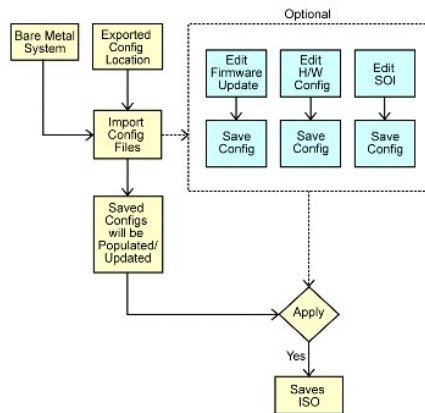 Optional
Bare Metal
System
Exported
Config
Location
Edit
Firmware
Update
Edit
H/W
Config
Edit
SOI
Import
Config
Files
Save
Config
Save
Config
Save
Config
Saved
Configs
will be
Populated/
Updated
Apply
Yes
Saves
ISO